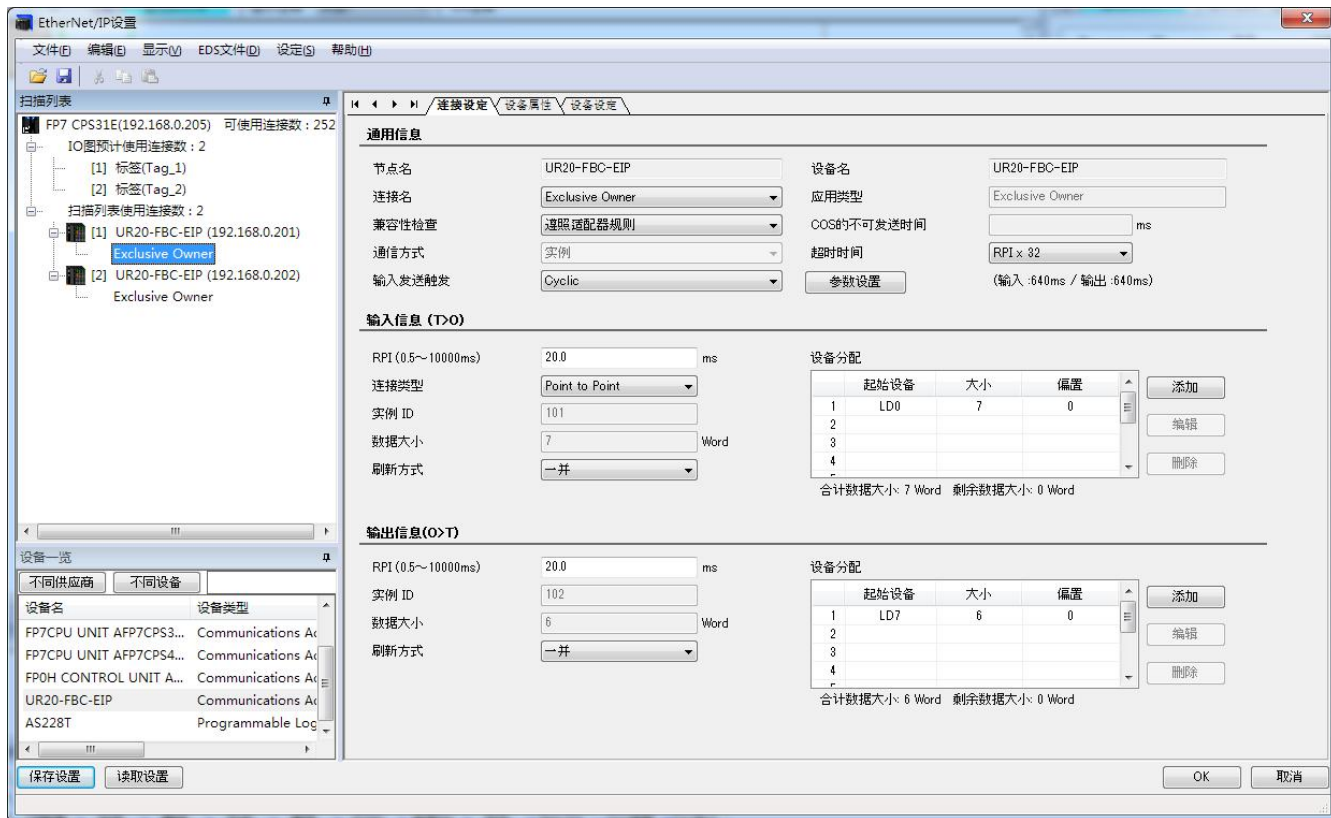 EtherNet/IP设置
文件(F) 编辑(E) 显示(V) EDS文件(D) 设定(S) 帮助(H)
扫描列表
FP7 CPS31E(192.168.0.205) 可使用连接数 : 252
IO图预计使用连接数 : 2
[1] 标签(Tag_1)
[2] 标签(Tag_2)
扫描列表使用连接数 : 2
[1] UR20-FBC-EIP (192.168.0.201)
Exclusive Owner
[2] UR20-FBC-EIP (192.168.0.202)
Exclusive Owner
设备一览
不同供应商 不同设备
设备名 设备类型
FP7CPU UNIT AFP7CPS3... Communications Ad
FP7CPU UNIT AFP7CPS4... Communications Ad
FP0H CONTROL UNIT A... Communications Ad
UR20-FBC-EIP Communications Ad
AS228T Programmable Log
保存设置 读取设置
连接设定 设备属性 设备设定
通用信息
节点名 UR20-FBC-EIP 设备名 UR20-FBC-EIP
连接名 Exclusive Owner 应用类型 Exclusive Owner
兼容性检查 遵照适配器规则 COS的不可发送时间 ms
通信方式 实例 超时时间 RPI x 32
输入发送触发 Cyclic 参数设置 (输入 :640ms / 输出 :640ms)
输入信息 (T>O)
RPI (0.5～10000ms) 20.0 ms 设备分配
连接类型 Point to Point
实例 ID 101
数据大小 7 Word
刷新方式 一并
起始设备 大小 偏置 添加
1 LD0 7 0
2 编辑
3
4 删除
合计数据大小: 7 Word 剩余数据大小: 0 Word
输出信息(O>T)
RPI (0.5～10000ms) 20.0 ms 设备分配
实例 ID 102
数据大小 6 Word
刷新方式 一并
起始设备 大小 偏置 添加
1 LD7 6 0
2 编辑
3
4 删除
合计数据大小: 6 Word 剩余数据大小: 0 Word
OK 取消